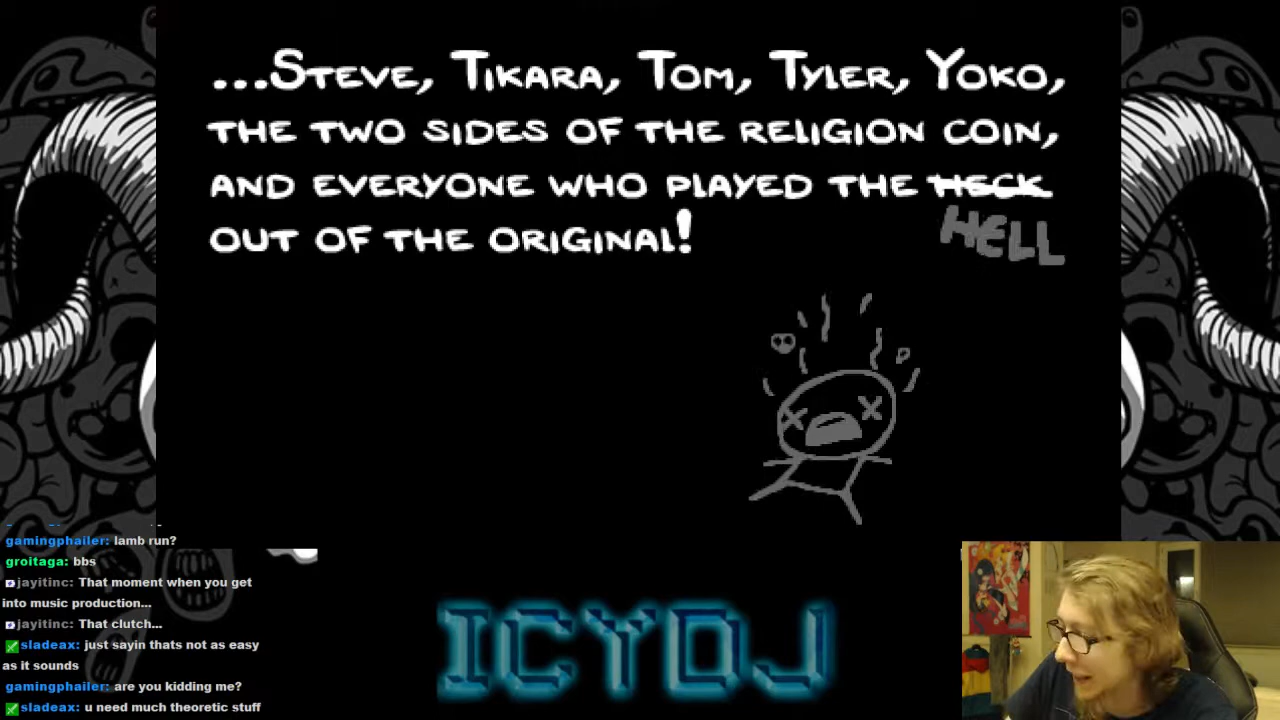 ...Steve, Tikara, Tom, Tyler, Yoko,
the two sides of the religion coin,
and everyone who played the heck
HELL
out of the original!
gamingphailer: lamb run?
groitaga: bbs
jayitinc: That moment when you get
into music production...
jayitinc: That clutch...
sladeax: just sayin thats not as easy
as it sounds
gamingphailer: are you kidding me?
sladeax: u need much theoretic stuff
ICYDJ